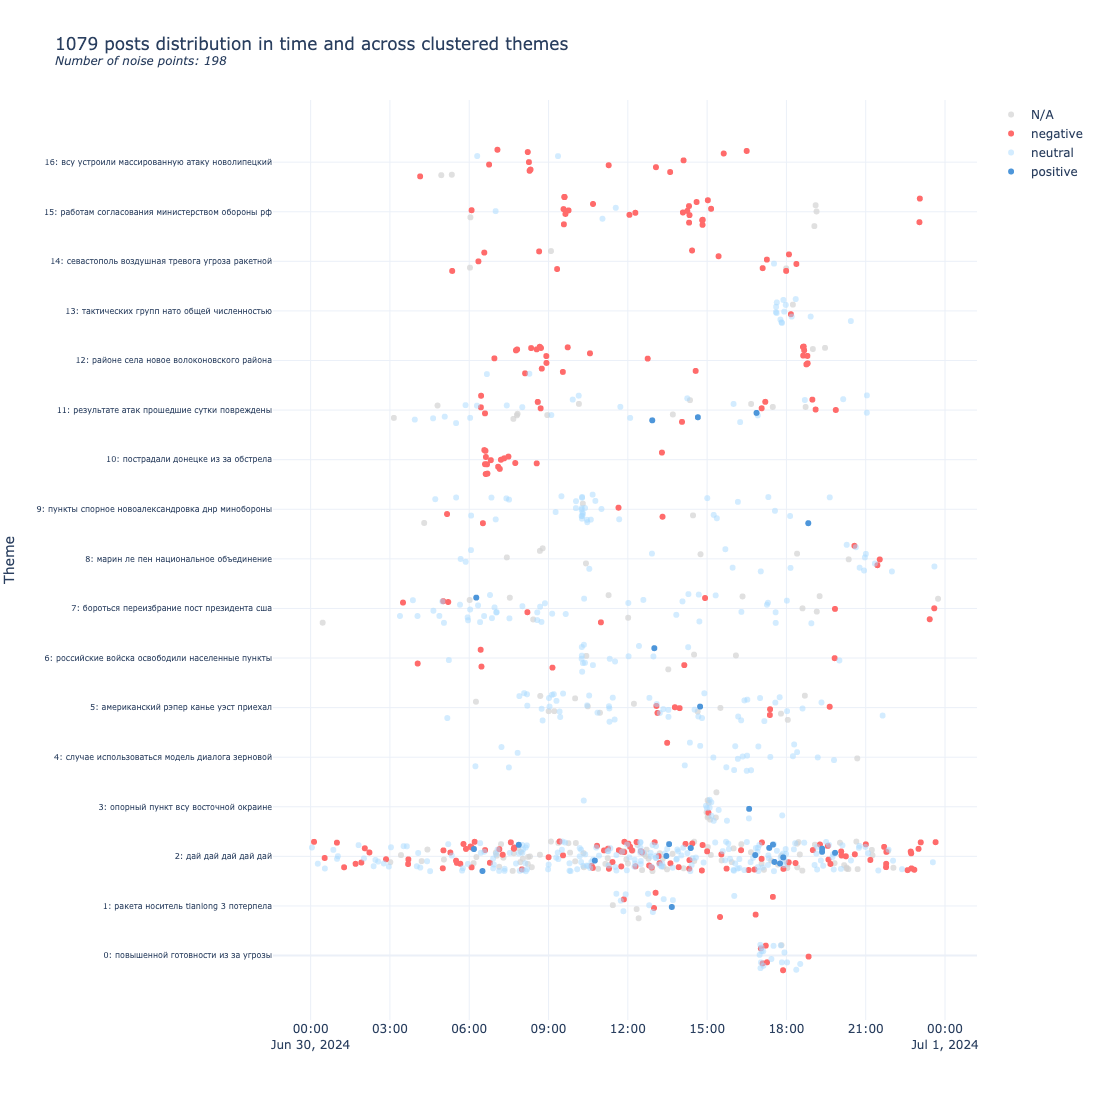 1079 posts distribution in time and across clustered themes
Number of noise points: 198
N/A
negative
neutral
positive
Theme
16: всу устроили массированную атаку новолипецкий
15: работам согласования министерством обороны рф
14: севастополь воздушная тревога угроза ракетной
13: тактических групп нато общей численностью
12: районе села новое волоконовского района
11: результате атак прошедшие сутки повреждены
10: пострадали донецке из за обстрела
9: пункты спорное новоалександровка днр минобороны
8: марин ле пен национальное объединение
7: бороться переизбрание пост президента сша
6: российские войска освободили населенные пункты
5: американский рэпер канье уэст приехал
4: случае использоваться модель диалога зерновой
3: опорный пункт всу восточной окраине
2: дай дай дай дай дай
1: ракета носитель tianlong 3 потерпела
0: повышенной готовности из за угрозы
00:00 03:00 06:00 09:00 12:00 15:00 18:00 21:00 00:00
Jun 30, 2024 Jul 1, 2024